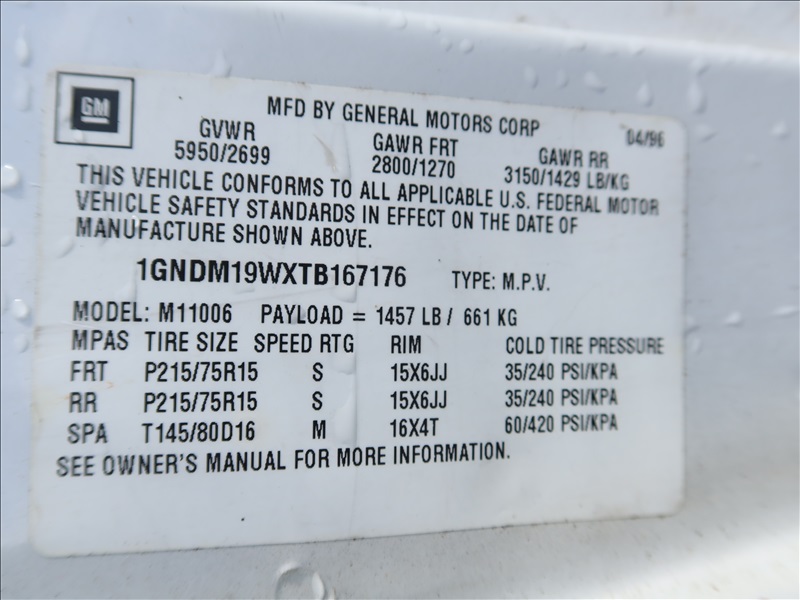 GM
MFD BY GENERAL MOTORS CORP 04/96
GVWR GAWR FRT GAWR RR
5950/2699 2800/1270 3150/1429 LB/KG
THIS VEHICLE CONFORMS TO ALL APPLICABLE U.S. FEDERAL MOTOR
VEHICLE SAFETY STANDARDS IN EFFECT ON THE DATE OF
MANUFACTURE SHOWN ABOVE.
1GNDM19WXTB167176 TYPE: M.P.V.
MODEL: M11006 PAYLOAD = 1457 LB / 661 KG
MPAS TIRE SIZE SPEED RTG RIM COLD TIRE PRESSURE
FRT P215/75R15 S 15X6JJ 35/240 PSI/KPA
RR P215/75R15 S 15X6JJ 35/240 PSI/KPA
SPA T145/80D16 M 16X4T 60/420 PSI/KPA
SEE OWNER'S MANUAL FOR MORE INFORMATION.